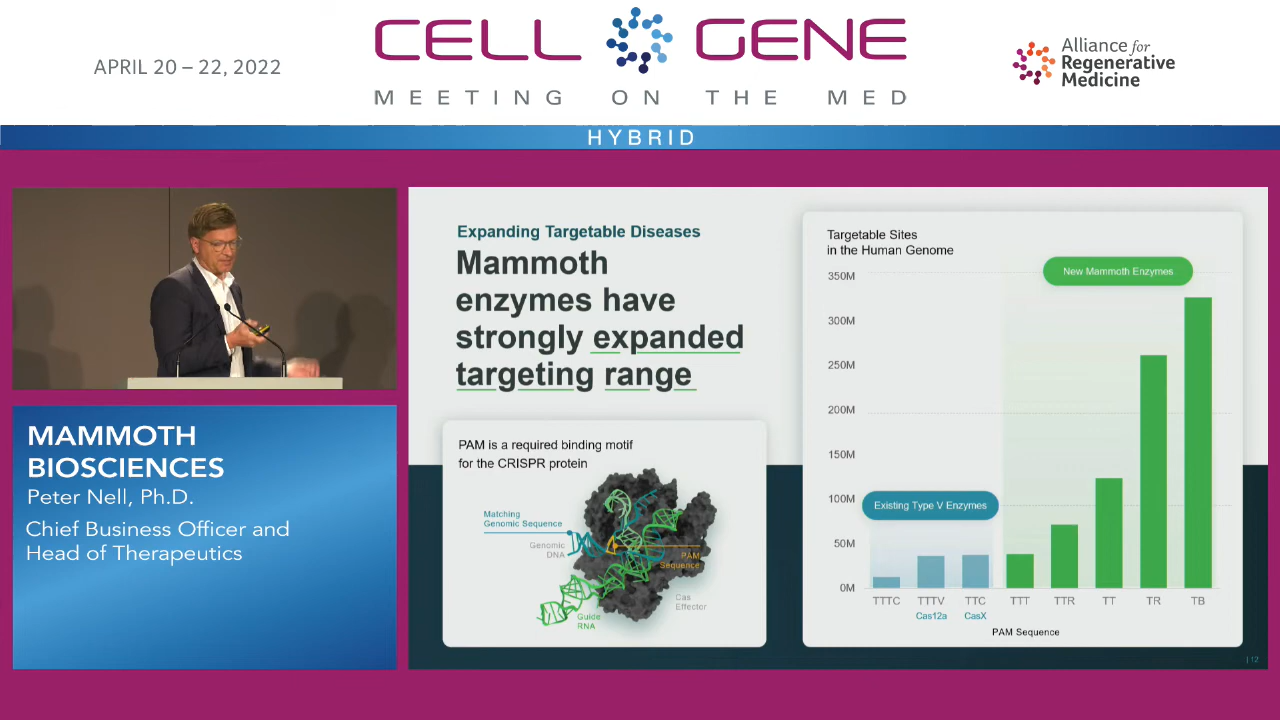 APRIL 20 – 22, 2022
CELL GENE
MEETING ON THE MED
Alliance for
Regenerative
Medicine
HYBRID
MAMMOTH
BIOSCIENCES
Peter Nell, Ph.D.
Chief Business Officer and
Head of Therapeutics
Expanding Targetable Diseases
Mammoth
enzymes have
strongly expanded
targeting range
PAM is a required binding motif
for the CRISPR protein
Matching
Genomic Sequence
Genomic
DNA
PAM
Sequence
Cas
Effector
Guide
RNA
Targetable Sites
in the Human Genome
350M
New Mammoth Enzymes
300M
250M
200M
150M
100M
Existing Type V Enzymes
50M
0M
TTTC TTTV TTC TTT TTR TT TR TB
Cas12a CasX
PAM Sequence
| 12